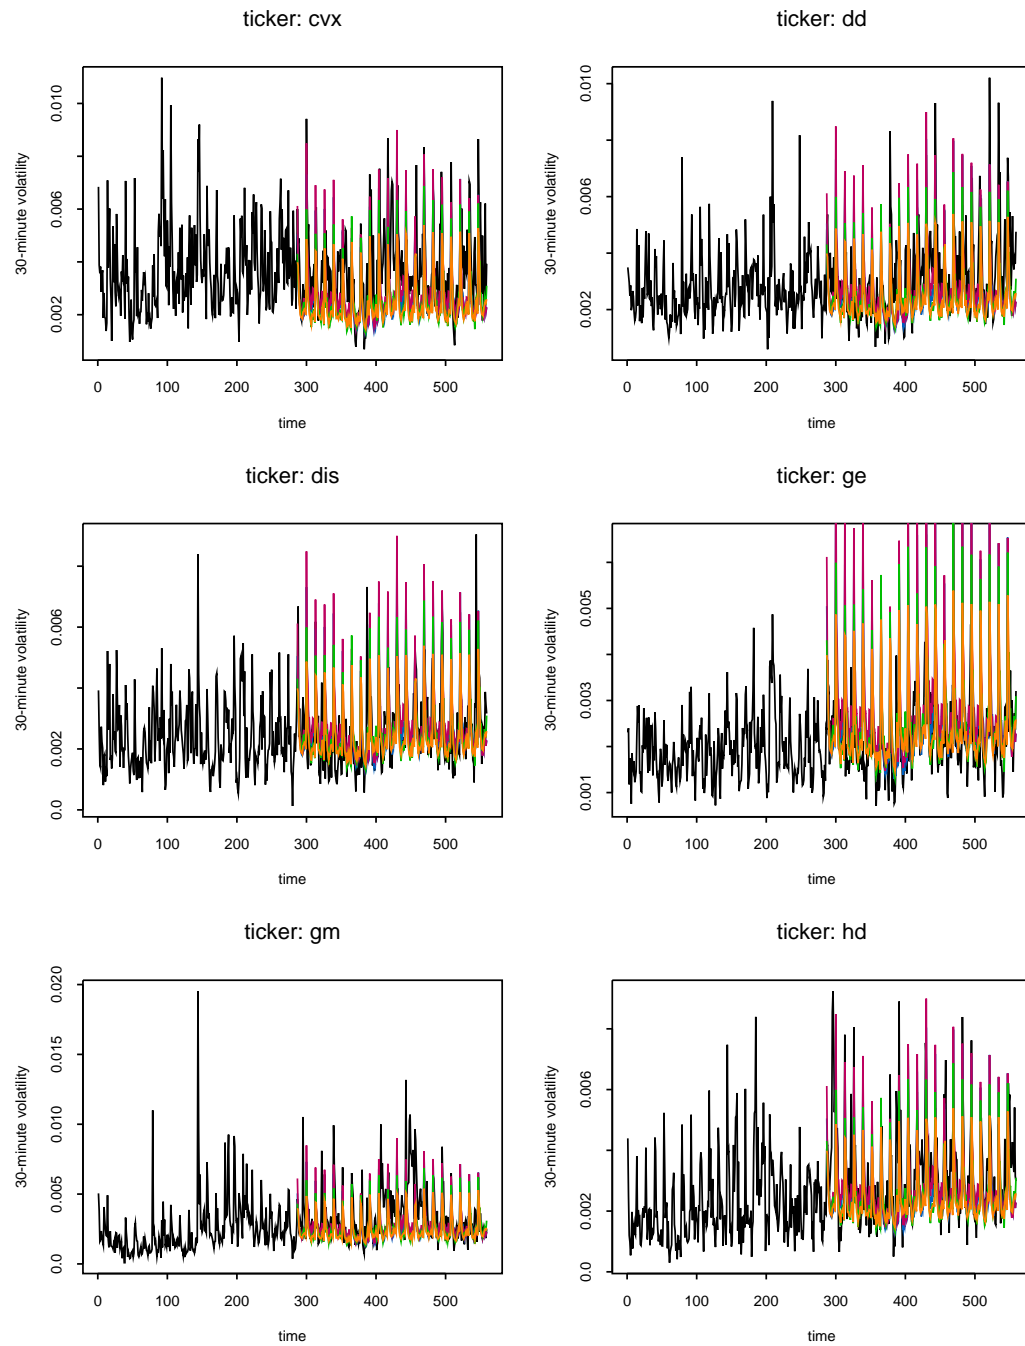 ticker: cvx
30-minute volatility
0.002 0.006 0.010
0 100 200 300 400 500
time
ticker: dd
30-minute volatility
0.002 0.006 0.010
0 100 200 300 400 500
time
ticker: dis
30-minute volatility
0.0 0.002 0.006
0 100 200 300 400 500
time
ticker: ge
30-minute volatility
0.001 0.003 0.005
0 100 200 300 400 500
time
ticker: gm
30-minute volatility
0.0 0.005 0.010 0.015 0.020
0 100 200 300 400 500
time
ticker: hd
30-minute volatility
0.0 0.002 0.006
0 100 200 300 400 500
time